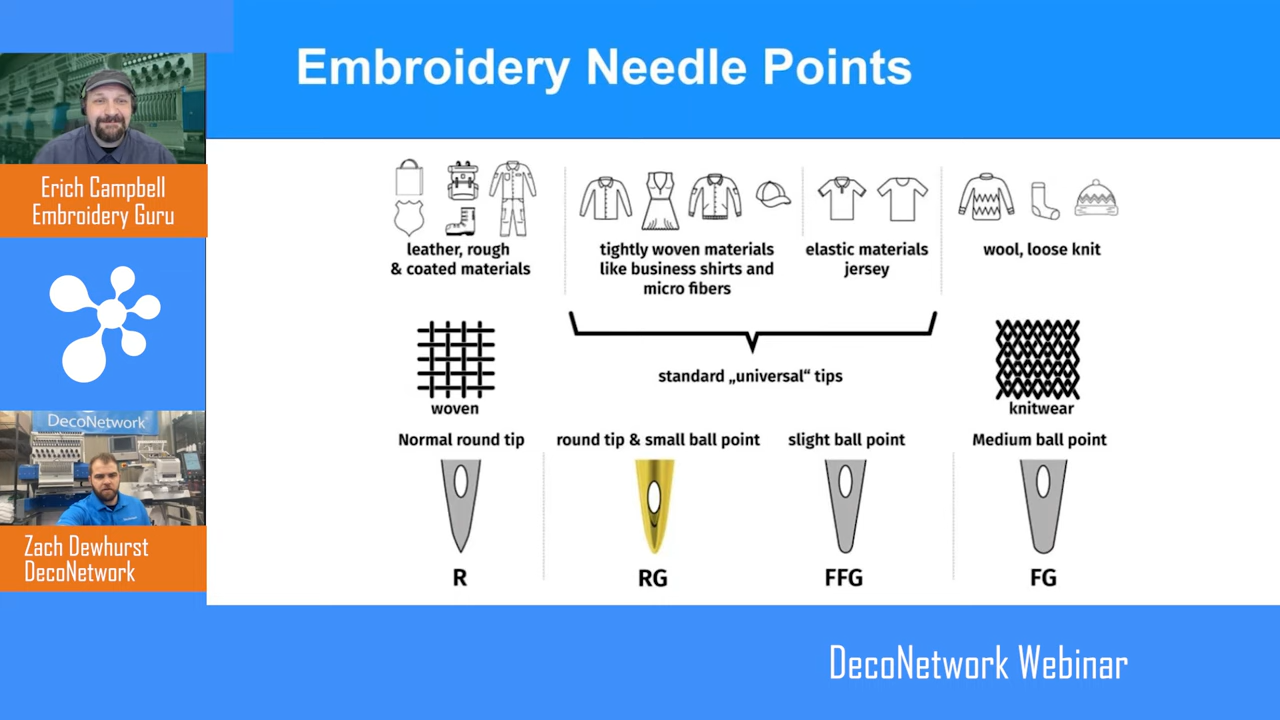 Embroidery Needle Points
Erich Campbell
Embroidery Guru
DecoNetwork
Zach Dewhurst
DecoNetwork
leather, rough
& coated materials
tightly woven materials
like business shirts and
micro fibers
elastic materials
jersey
wool, loose knit
woven
standard „universal“ tips
knitwear
Normal round tip
round tip & small ball point
slight ball point
Medium ball point
R
RG
FFG
FG
DecoNetwork Webinar